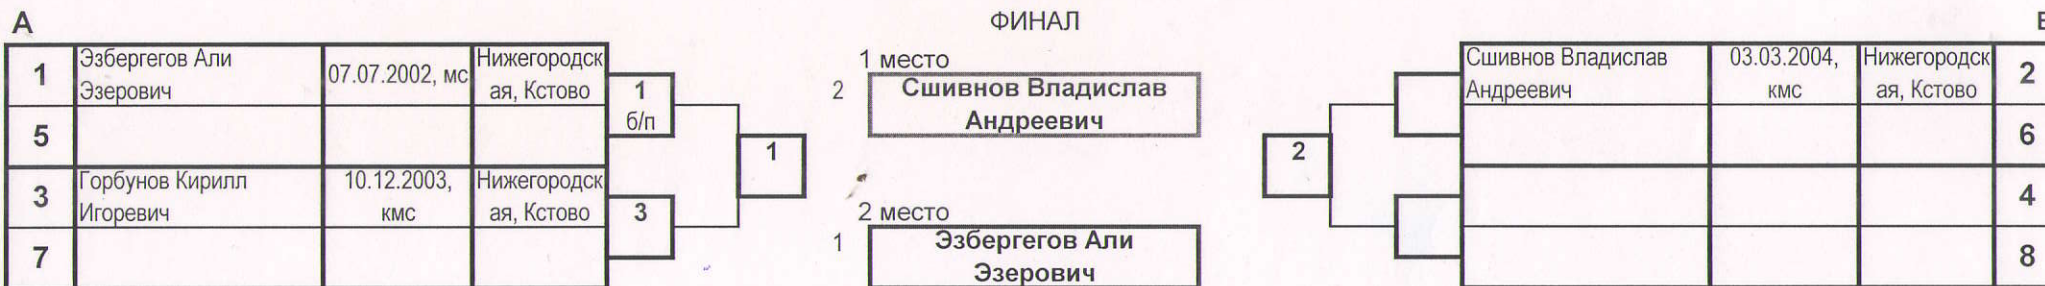 А
ФИНАЛ
1
Эзбергегов Али
Эзерович
07.07.2002, мс
Нижегородск
ая, Кстово
5
3
Горбунов Кирилл
Игоревич
10.12.2003,
кмс
Нижегородск
ая, Кстово
7
1
б/п
3
1
1 место
2
Сшивнов Владислав
Андреевич
2 место
1
Эзбергегов Али
Эзерович
2
Сшивнов Владислав
Андреевич
03.03.2004,
кмс
Нижегородск
ая, Кстово
2
6
4
8